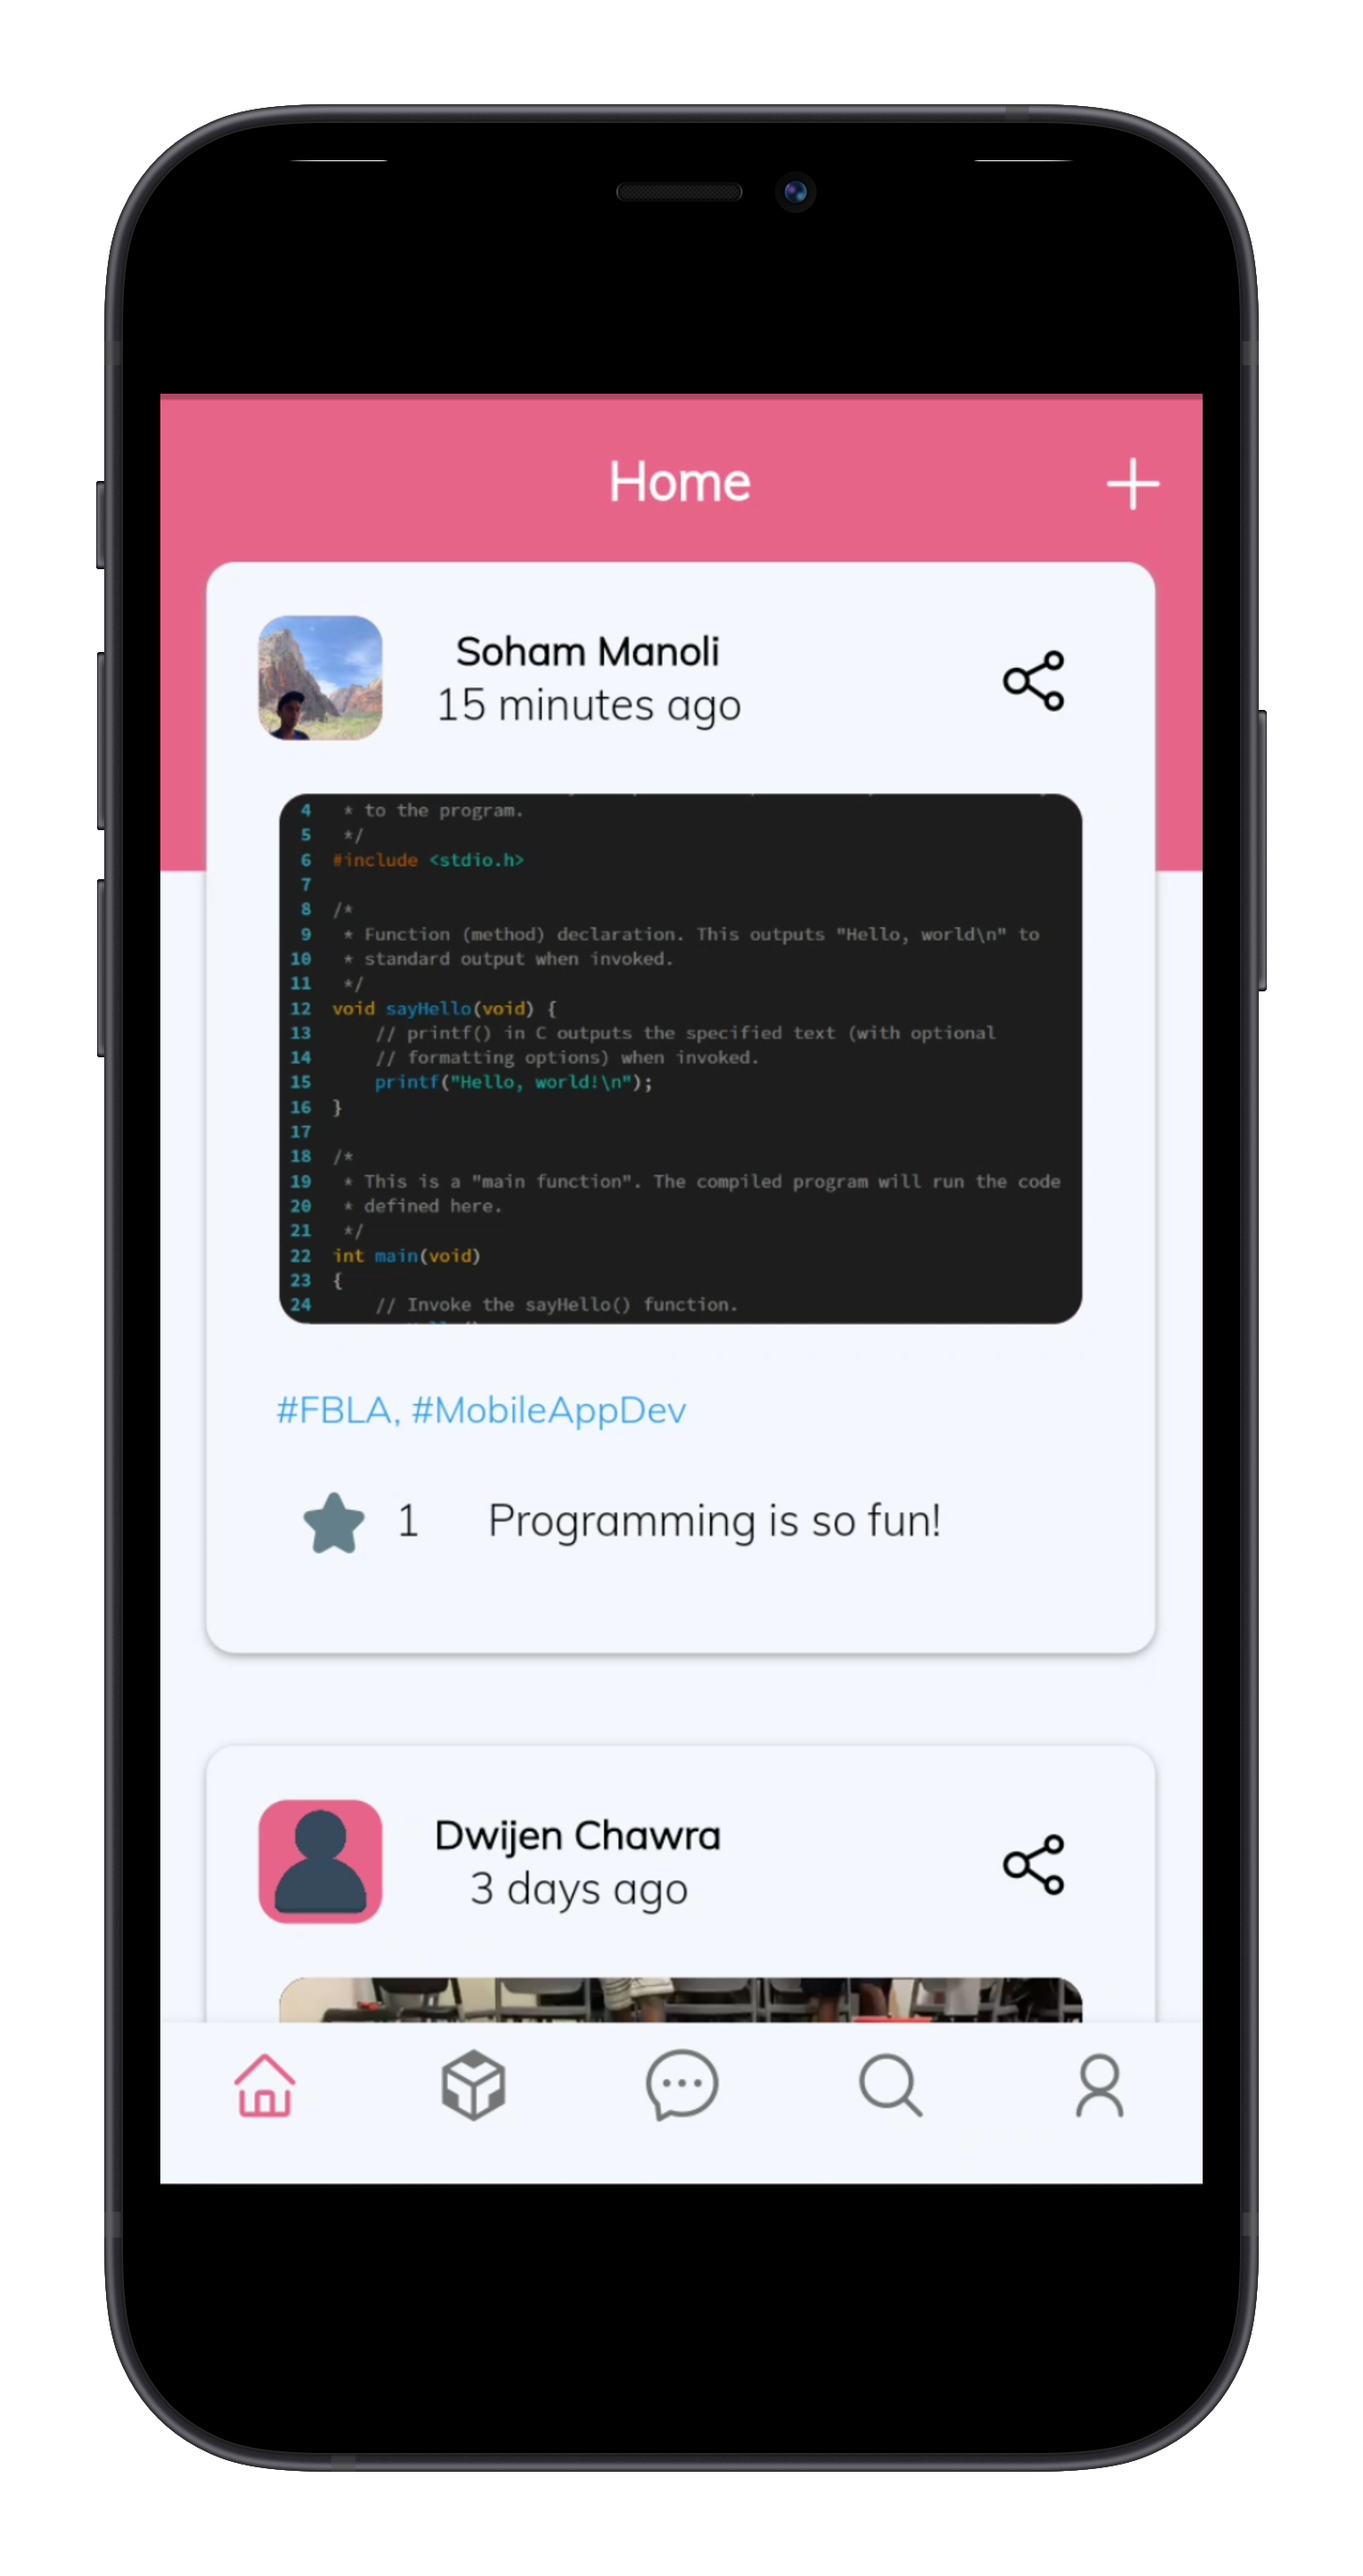 Home
Soham Manoli
15 minutes ago
4 * to the program.
5 */
6 #include <stdio.h>
7
8 /*
9 * Function (method) declaration. This outputs "Hello, world\n" to
10 * standard output when invoked.
11 */
12 void sayHello(void) {
13 // printf() in C outputs the specified text (with optional
14 // formatting options) when invoked.
15 printf("Hello, world!\n");
16 }
17
18 /*
19 * This is a "main function". The compiled program will run the code
20 * defined here.
21 */
22 int main(void)
23 {
24 // Invoke the sayHello() function.
#FBLA, #MobileAppDev
1 Programming is so fun!
Dwijen Chawra
3 days ago